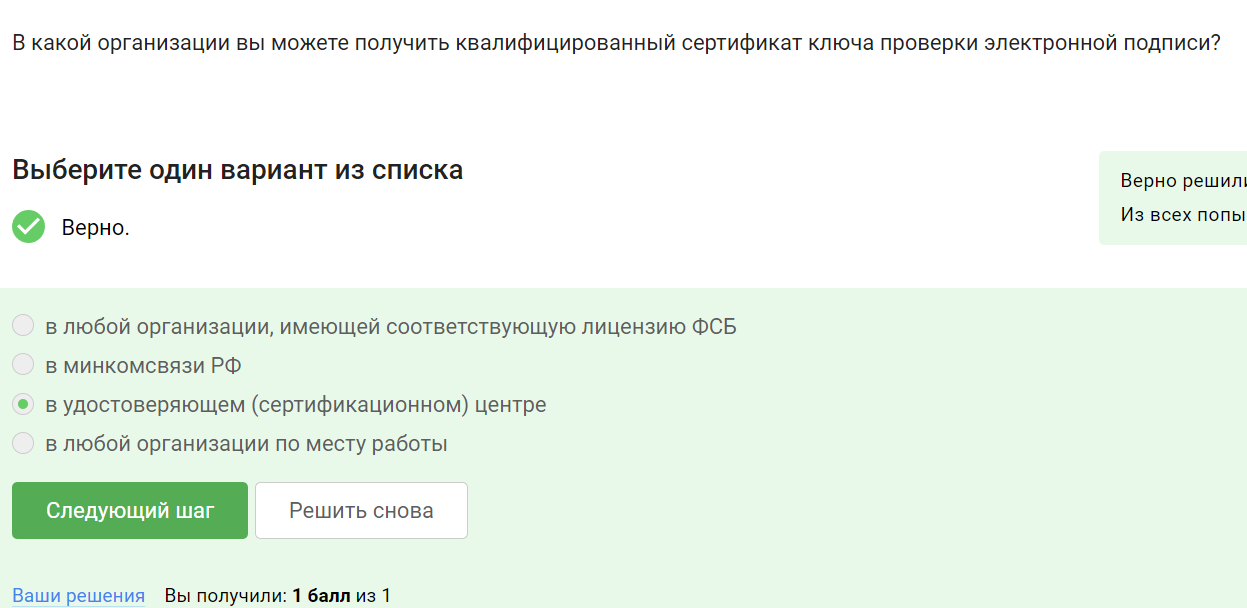 В какой организации вы можете получить квалифицированный сертификат ключа проверки электронной подписи?
Выберите один вариант из списка
Верно.
Верно решили
Из всех
в любой организации, имеющей соответствующую лицензию ФСБ
в минкомсвязи РФ
в удостоверяющем (сертификационном) центре
в любой организации по месту работы
Следующий шаг
Решить снова
Ваши решения Вы получили: 1 балл из 1